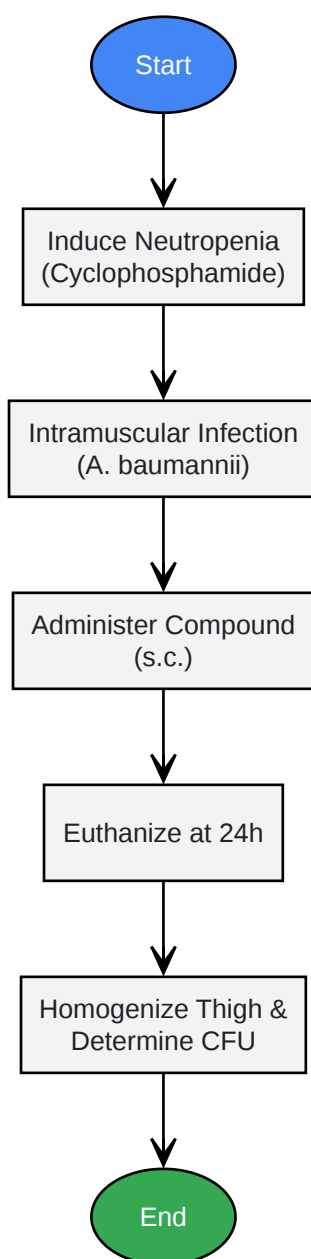 Start
Induce Neutropenia
(Cyclophosphamide)
Intramuscular Infection
(A. baumannii)
Administer Compound
(s.c.)
Euthanize at 24h
Homogenize Thigh &
Determine CFU
End